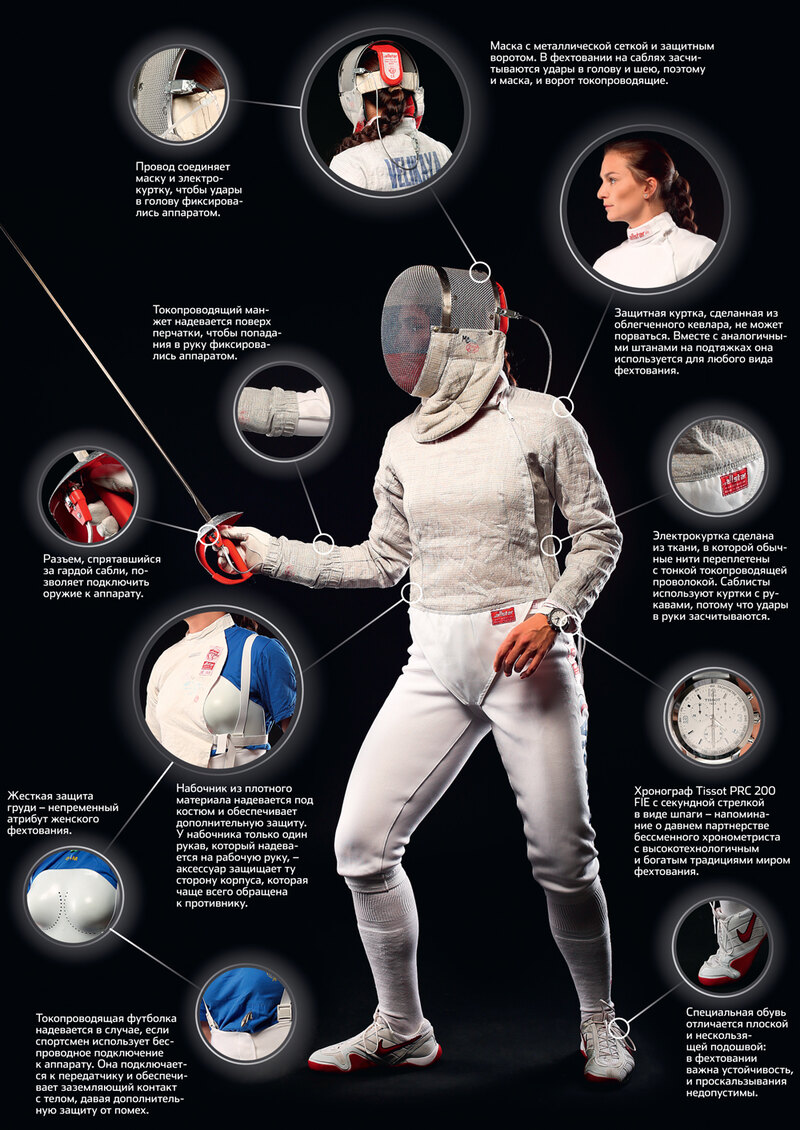 Маска с металлической сеткой и защитным
воротом. В фехтовании на саблях засчи-
тываются удары в голову и шею, поэтому
и маска, и ворот токопроводящие.
VELIKAYA
Провод соединяет
маску и электро-
куртку, чтобы удары
в голову фиксирова-
лись аппаратом.
allstar
Токопроводящий ман-
жет надевается поверх
перчатки, чтобы попада-
ния в руку фиксирова-
лись аппаратом.
Защитная куртка, сделанная из
облегченного кевлара, не может
порваться. Вместе с аналогичны-
ми штанами на подтяжках она
используется для любого вида
фехтования.
allstar
Разъем, спрятавшийся
за гардой сабли, по-
зволяет подключить
оружие к аппарату.
Электрокуртка сделана
из ткани, в которой обыч-
ные нити переплетены
с тонкой токопроводящей
проволокой. Саблисты
используют куртки с ру-
кавами, потому что удары
в руки засчитываются.
allstar
TISSOT
Жесткая защита
груди – непременный
атрибут женского
фехтования.
Набочник из плотного
материала надевается под
костюм и обеспечивает
дополнительную защиту.
У набочника только один
рукав, который надева-
ется на рабочую руку, –
аксессуар защищает ту
сторону корпуса, которая
чаще всего обращена
к противнику.
Хронограф Tissot PRC 200
FIE с секундной стрелкой
в виде шпаги – напомина-
ние о давнем партнерстве
бессменного хронометриста
с высокотехнологичным
и богатым традициями миром
фехтования.
Токопроводящая футболка
надевается в случае, если
спортсмен использует бес-
проводное подключение
к аппарату. Она подключает-
ся к передатчику и обеспечи-
вает заземляющий контакт
с телом, давая дополнитель-
ную защиту от помех.
Специальная обувь
отличается плоской
и нескользя-
щей подошвой:
в фехтовании
важна устойчивость,
и проскальзывания
недопустимы.